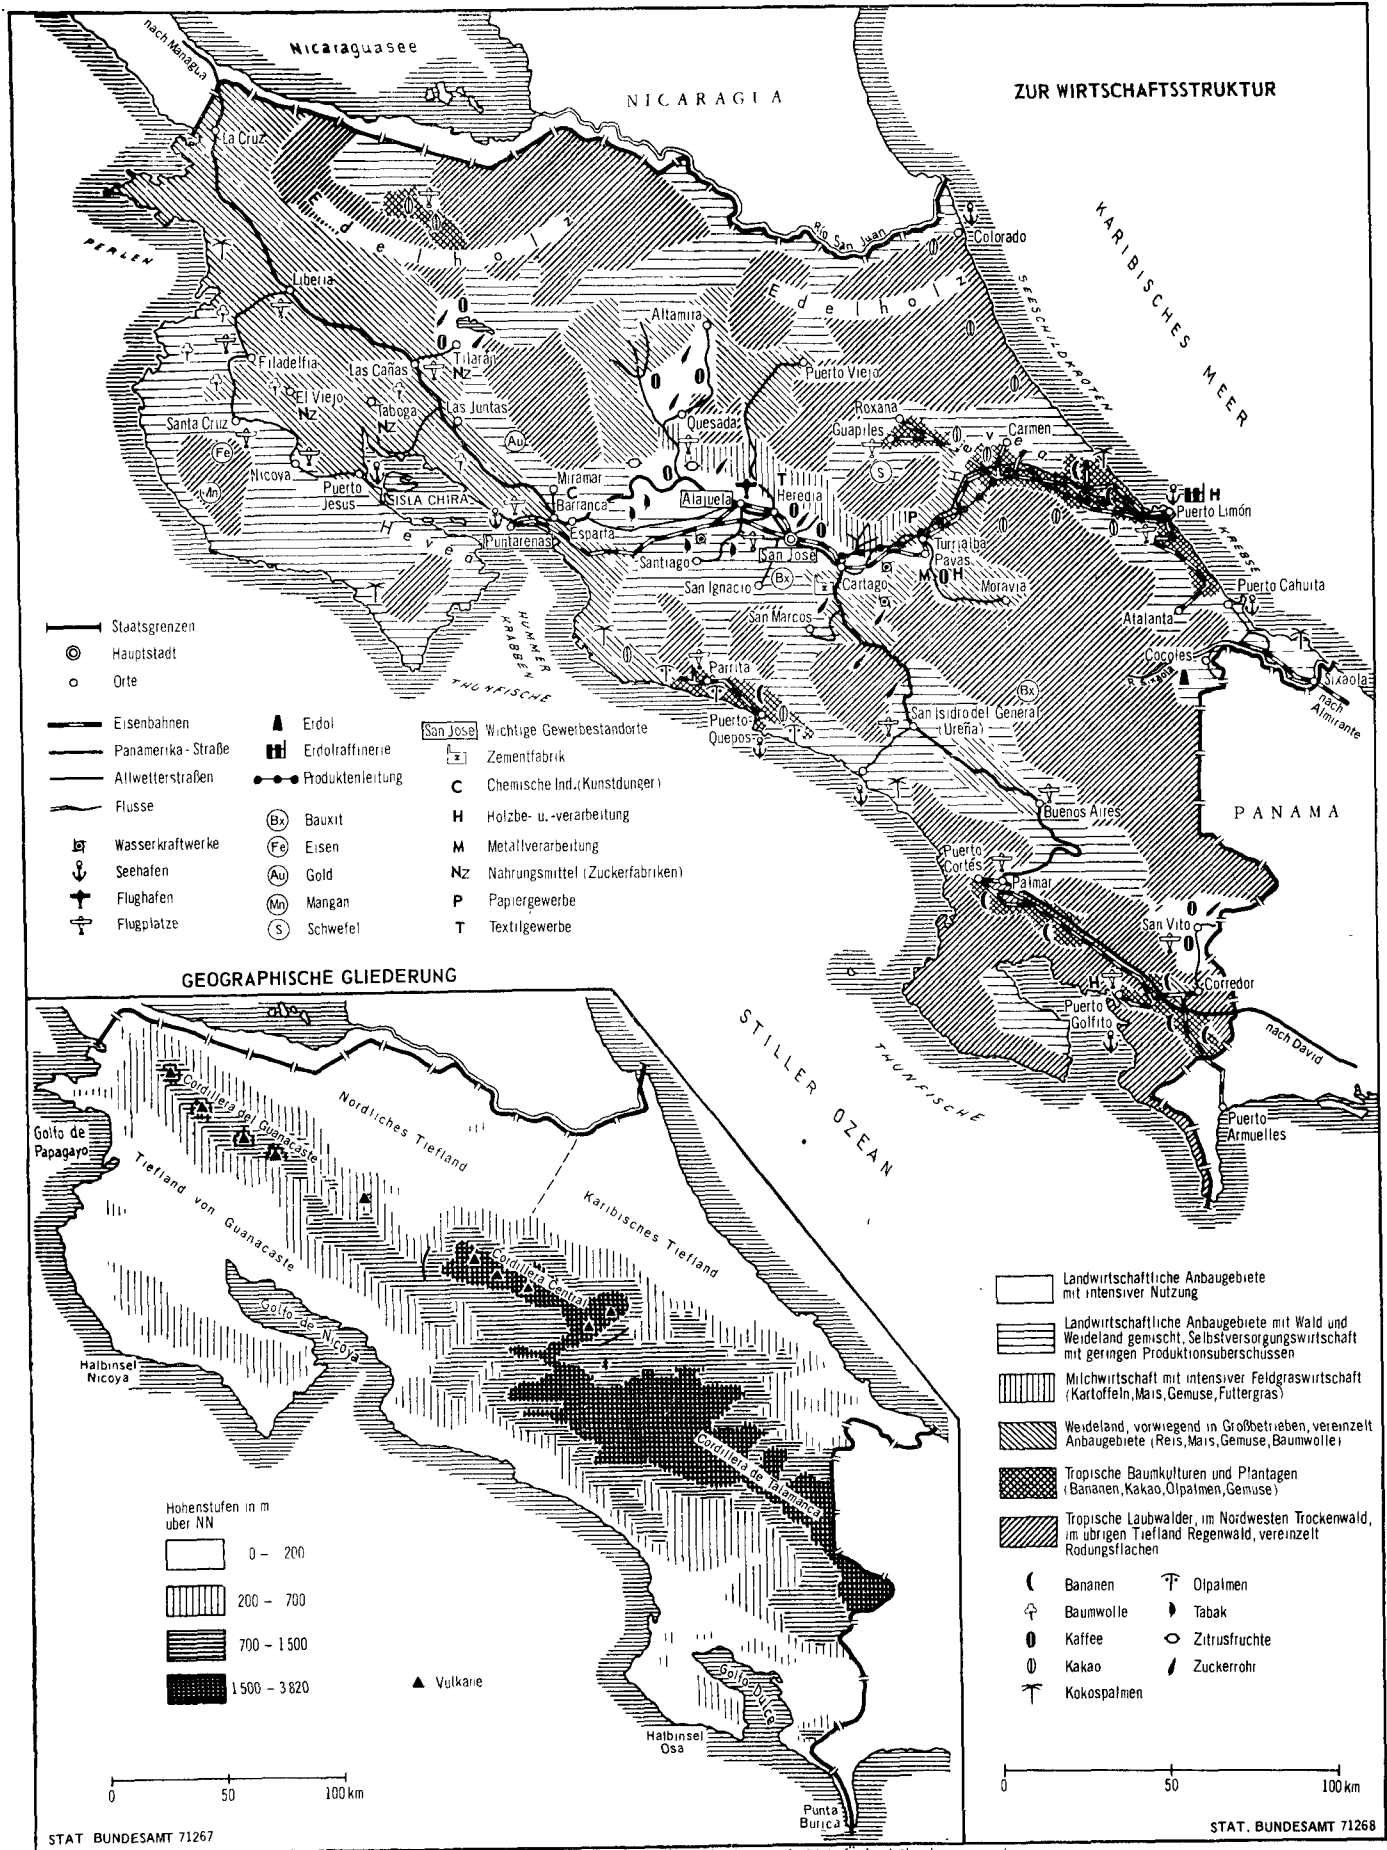 ZUR WIRTSCHAFTSSTRUKTUR
nach Managua
Nicaraguasee
NICARAGUA
La Cruz
PERLEN
Edelholz
Río San Juan
Colorado
Edelholz
KARIBISCHES MEER
SEESCHILDKRÖTEN
Liberia
Altamira
Filadelfia
Las Cañas
Tilarán
NZ
Puerto Viejo
El Viejo
NZ
Taboga
NZ
Las Juntas
Santa Cruz
Quesada
Roxana
Guapiles
Carmen
Hevea
Fe
Au
S
Nicoya
Mn
Puerto
Jesus
ISLA CHIRA
Miramar
C
Barranca
Alajuela
T
Heredia
P
H
Puerto Limón
Hevea
Puntarenas
Esparta
San José
Turrialba
Pavas
KREBSE
Santiago
San Ignacio
Bx
Z
Cartago
M
H
Moravia
Puerto Cahuita
San Marcos
Atalanta
HUMMER
KRABBEN
THUNFISCHE
Parrita
Cocoles
R. Sixaola
Sixaola
nach
Almirante
Bx
Puerto-
Quepos
San Isidro del General
(Ureña)
Buenos Aires
PANAMA
Puerto
Cortés
Palmar
San Vito
H
Puerto
Golfito
Corredor
nach David
STILLER OZEAN
THUNFISCHE
Puerto
Armuelles
Staatsgrenzen
Hauptstadt
Orte
Eisenbahnen
Panamerika-Straße
Allwetterstraßen
Flüsse
Wasserkraftwerke
Seehafen
Flughafen
Flugplätze
Erdöl
Erdölraffinerie
Produktenleitung
Bx Bauxit
Fe Eisen
Au Gold
Mn Mangan
S Schwefel
San José Wichtige Gewerbestandorte
Z Zementfabrik
C Chemische Ind. (Kunstdünger)
H Holzbe- u. -verarbeitung
M Metallverarbeitung
NZ Nahrungsmittel (Zuckerfabriken)
P Papiergewerbe
T Textilgewerbe
GEOGRAPHISCHE GLIEDERUNG
Cordillera del Guanacaste
Nördliches Tiefland
Golfo de
Papagayo
Tiefland von Guanacaste
Karibisches Tiefland
Cordillera Central
Golfo de Nicoya
Halbinsel
Nicoya
Cordillera de Talamanca
Höhenstufen in m
über NN
0 – 200
200 – 700
700 – 1500
1500 – 3820
Vulkane
Golfo Dulce
Halbinsel
Osa
Punta
Burica
0 50 100 km
STAT. BUNDESAMT 71267
Landwirtschaftliche Anbaugebiete
mit intensiver Nutzung
Landwirtschaftliche Anbaugebiete mit Wald und
Weideland gemischt, Selbstversorgungswirtschaft
mit geringen Produktionsüberschüssen
Milchwirtschaft mit intensiver Feldgraswirtschaft
(Kartoffeln, Mais, Gemüse, Futtergras)
Weideland, vorwiegend in Großbetrieben, vereinzelt
Anbaugebiete (Reis, Mais, Gemüse, Baumwolle)
Tropische Baumkulturen und Plantagen
(Bananen, Kakao, Ölpalmen, Gemüse)
Tropische Laubwälder, im Nordwesten Trockenwald,
im übrigen Tiefland Regenwald, vereinzelt
Rodungsflächen
Bananen
Baumwolle
Kaffee
Kakao
Kokospalmen
Ölpalmen
Tabak
Zitrusfrüchte
Zuckerrohr
0 50 100 km
STAT. BUNDESAMT 71268